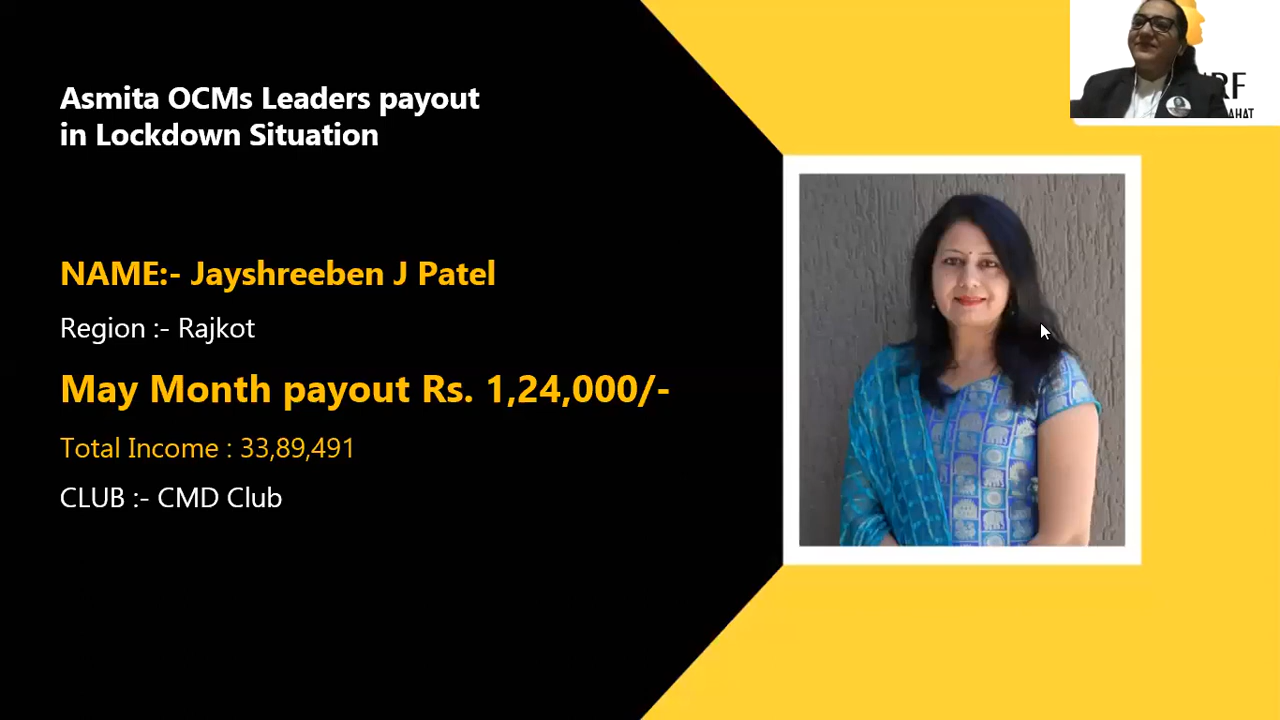 Asmita OCMs Leaders payout
in Lockdown Situation
NAME:- Jayshreeben J Patel
Region :- Rajkot
May Month payout Rs. 1,24,000/-
Total Income : 33,89,491
CLUB :- CMD Club